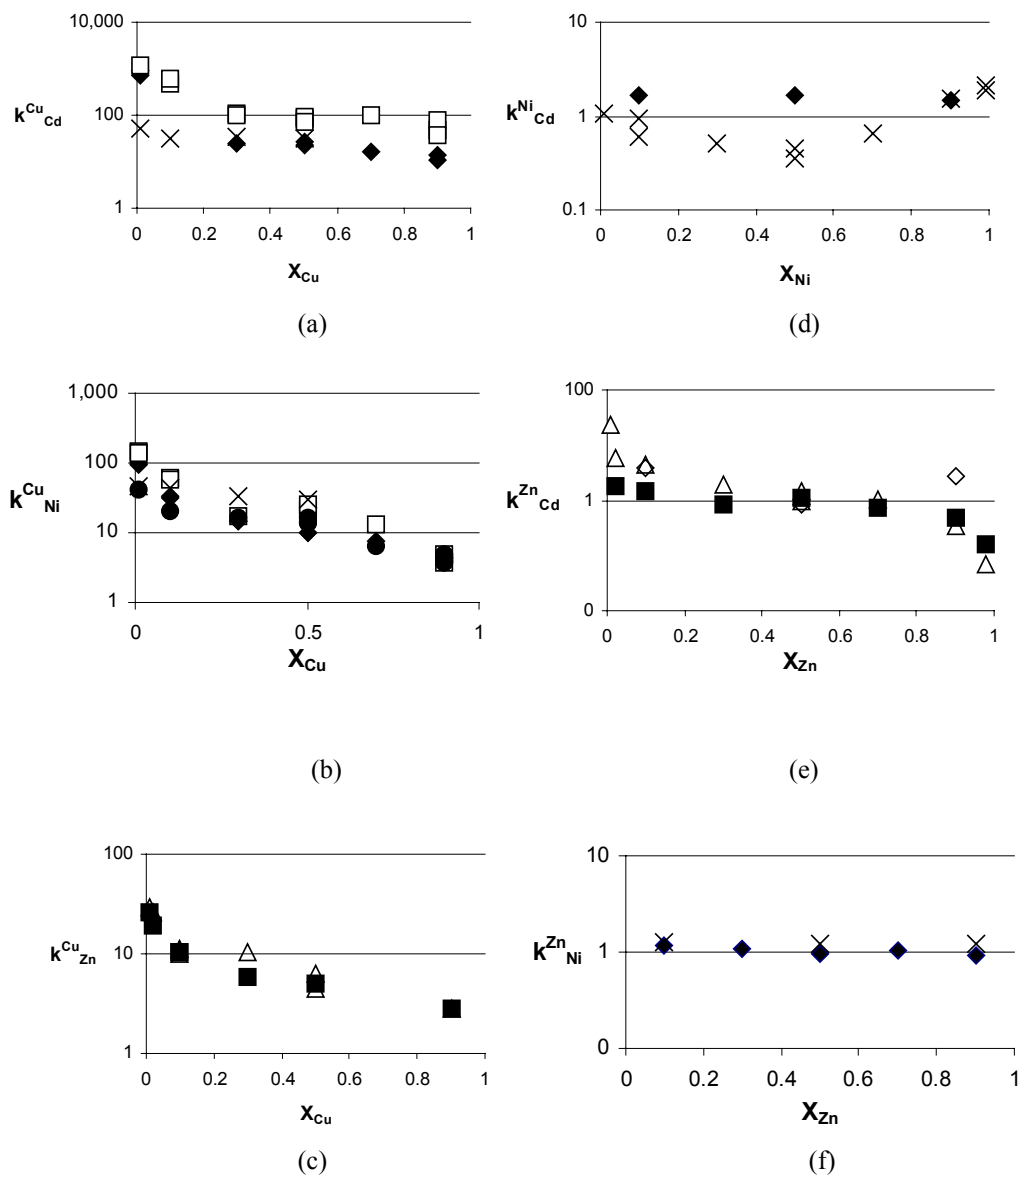 10,000
100
1
k^Cu_Cd
0 0.2 0.4 0.6 0.8 1
X_Cu
(a)
10
1
0.1
k^Ni_Cd
0 0.2 0.4 0.6 0.8 1
X_Ni
(d)
1,000
100
10
1
k^Cu_Ni
0 0.5 1
X_Cu
(b)
100
1
0
k^Zn_Cd
0 0.2 0.4 0.6 0.8 1
X_Zn
(e)
100
10
1
k^Cu_Zn
0 0.2 0.4 0.6 0.8 1
X_Cu
(c)
10
1
0
k^Zn_Ni
0 0.2 0.4 0.6 0.8 1
X_Zn
(f)